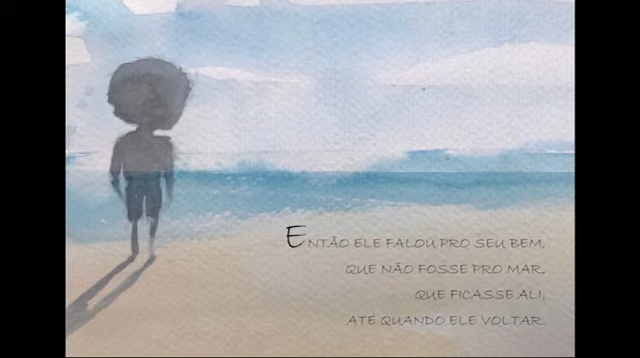 ENTÃO ELE FALOU PRO SEU BEM,
QUE NÃO FOSSE PRO MAR,
QUE FICASSE ALI,
ATÉ QUANDO ELE VOLTAR.